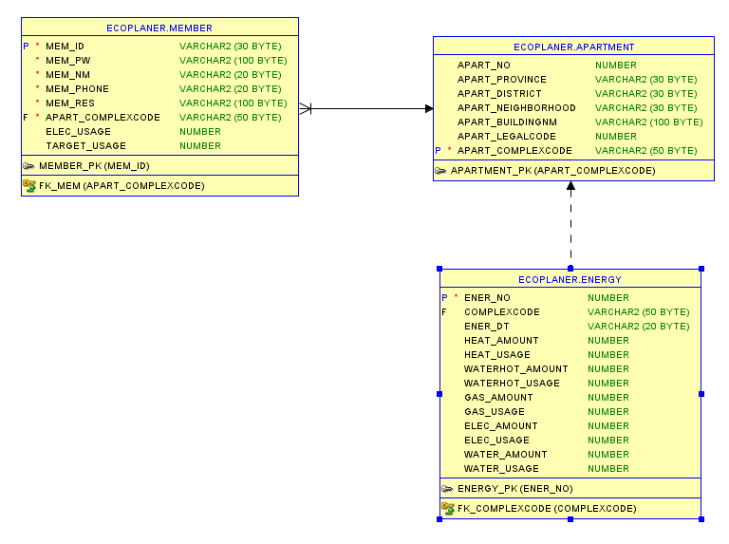 ECOPLANER.MEMBER
P * MEM_ID VARCHAR2 (30 BYTE)
* MEM_PW VARCHAR2 (100 BYTE)
* MEM_NM VARCHAR2 (20 BYTE)
* MEM_PHONE VARCHAR2 (20 BYTE)
* MEM_RES VARCHAR2 (100 BYTE)
F * APART_COMPLEXCODE VARCHAR2 (50 BYTE)
ELEC_USAGE NUMBER
TARGET_USAGE NUMBER
MEMBER_PK (MEM_ID)
FK_MEM (APART_COMPLEXCODE)
ECOPLANER.APARTMENT
APART_NO NUMBER
APART_PROVINCE VARCHAR2 (30 BYTE)
APART_DISTRICT VARCHAR2 (30 BYTE)
APART_NEIGHBORHOOD VARCHAR2 (30 BYTE)
APART_BUILDINGNM VARCHAR2 (100 BYTE)
APART_LEGALCODE NUMBER
P * APART_COMPLEXCODE VARCHAR2 (50 BYTE)
APARTMENT_PK (APART_COMPLEXCODE)
ECOPLANER.ENERGY
P * ENER_NO NUMBER
F COMPLEXCODE VARCHAR2 (50 BYTE)
ENER_DT VARCHAR2 (20 BYTE)
HEAT_AMOUNT NUMBER
HEAT_USAGE NUMBER
WATERHOT_AMOUNT NUMBER
WATERHOT_USAGE NUMBER
GAS_AMOUNT NUMBER
GAS_USAGE NUMBER
ELEC_AMOUNT NUMBER
ELEC_USAGE NUMBER
WATER_AMOUNT NUMBER
WATER_USAGE NUMBER
ENERGY_PK (ENER_NO)
FK_COMPLEXCODE (COMPLEXCODE)